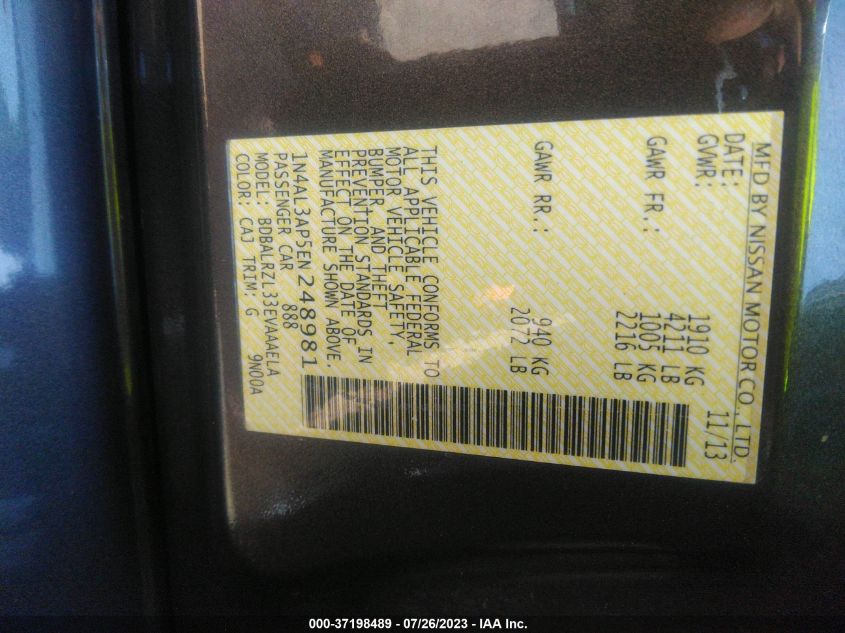 MFD BY NISSAN MOTOR CO., LTD.
DATE: 11/13
GVWR: 1910 KG
4211 LB
GAWR FR.: 1005 KG
2216 LB
GAWR RR.: 940 KG
2072 LB
THIS VEHICLE CONFORMS TO
ALL APPLICABLE FEDERAL
MOTOR VEHICLE SAFETY,
BUMPER AND THEFT
PREVENTION STANDARDS IN
EFFECT ON THE DATE OF
MANUFACTURE SHOWN ABOVE.
1N4AL3AP5EN248981
PASSENGER CAR 888
MODEL: BDBALRZL33EVAAAELA
COLOR: CAJ TRIM: G 9N00A
000-37198489 - 07/26/2023 - IAA Inc.